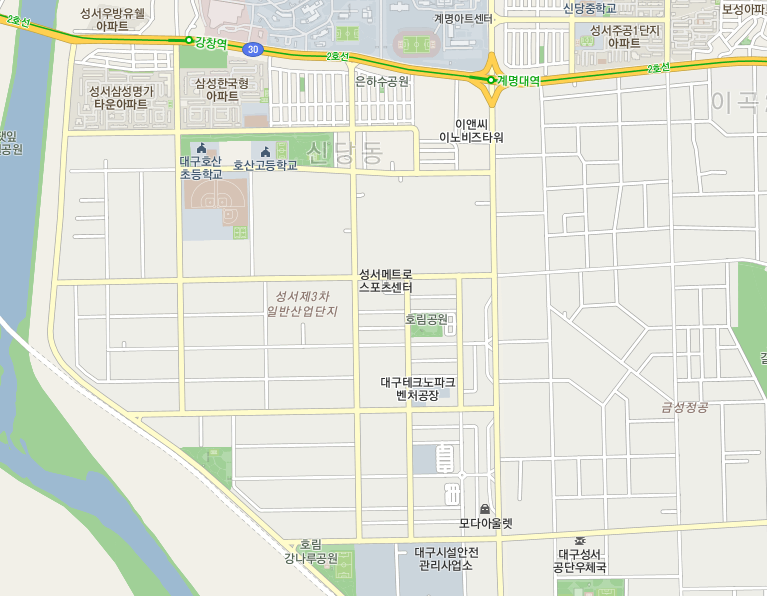 성서우방유쉘
아파트
2호선
강창역
30
2호선
계명아트센터
신당중학교
성서주공1단지
아파트
보성아파
계명대역
2호선
은하수공원
성서삼성명가
타운아파트
삼성한국형
아파트
이앤씨
이노비즈타워
이곡
신당동
대구호산
초등학교
호산고등학교
공원
성서메트로
스포츠센터
성서제3차
일반산업단지
호림공원
대구테크노파크
벤처공장
금성정공
모다아울렛
호림
강나루공원
대구시설안전
관리사업소
대구성서
공단우체국